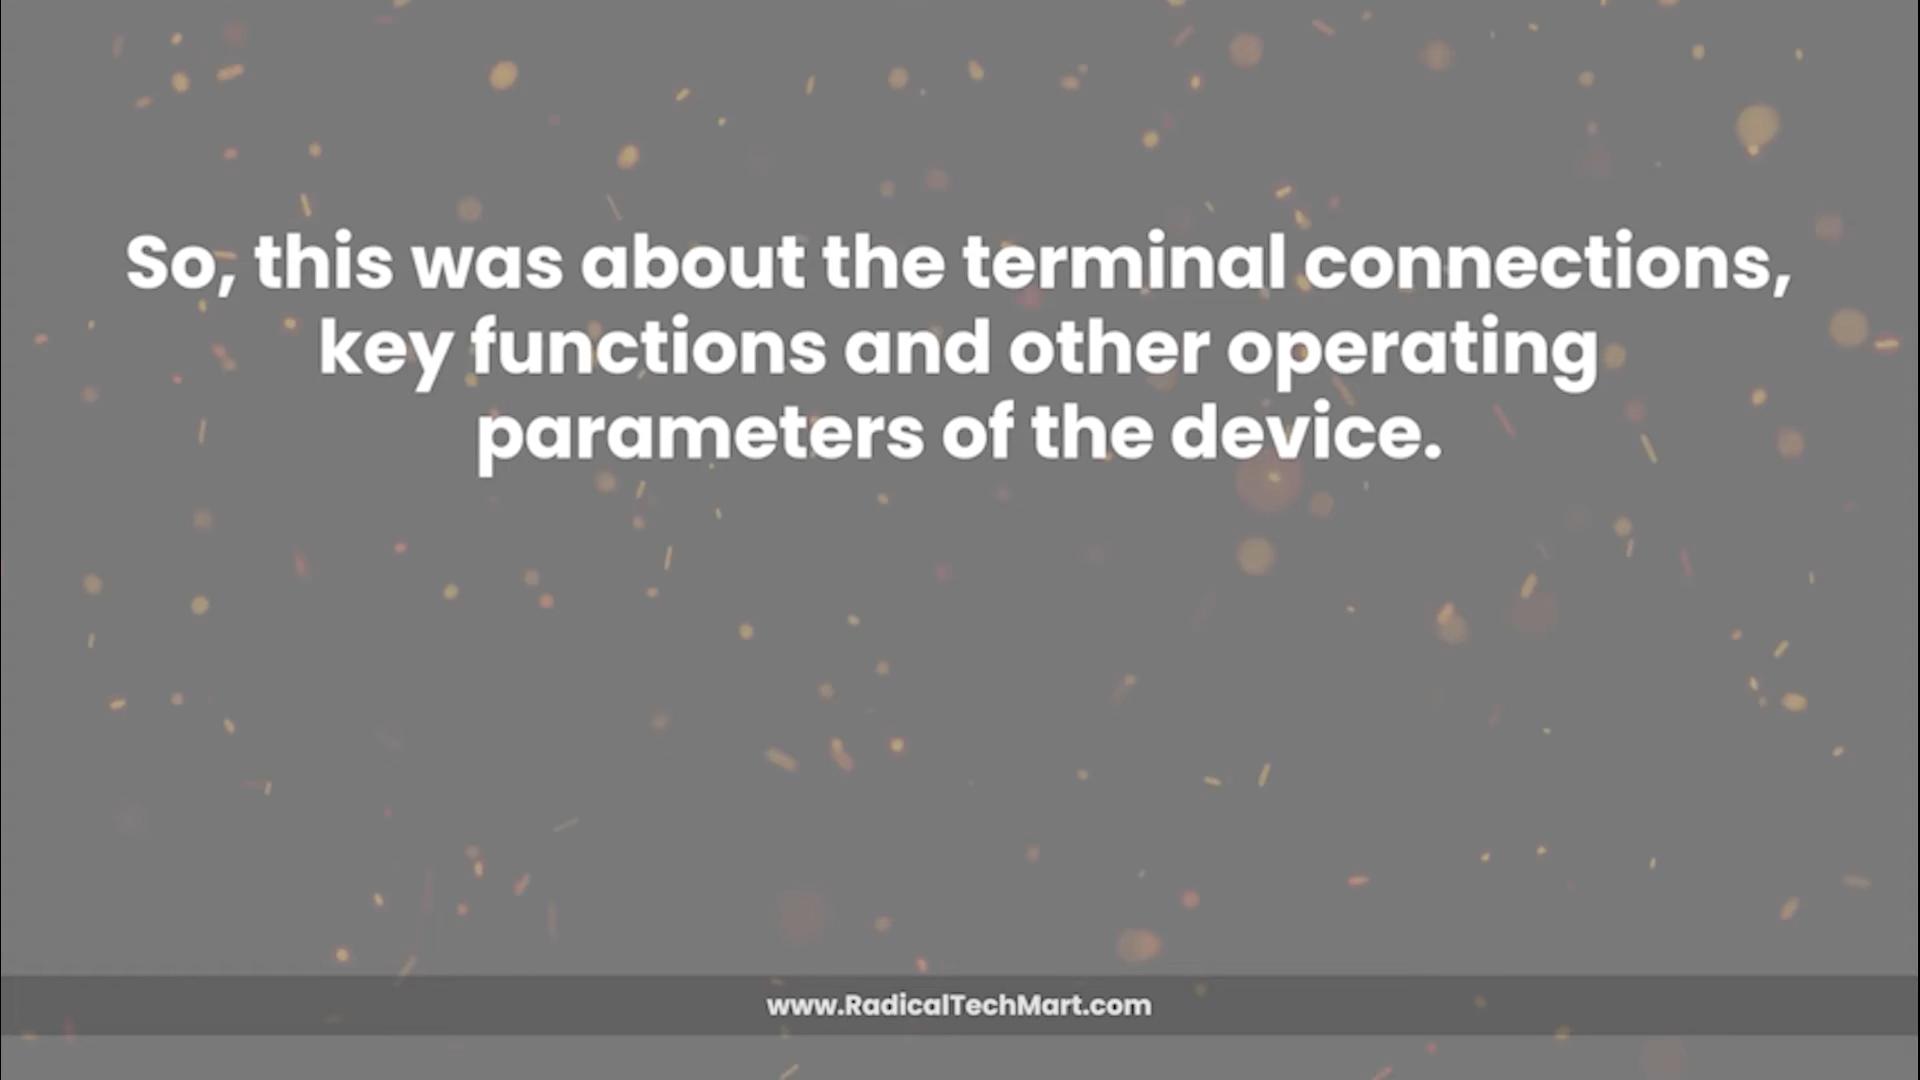 So, this was about the terminal connections,
key functions and other operating
parameters of the device.
www.RadicalTechMart.com